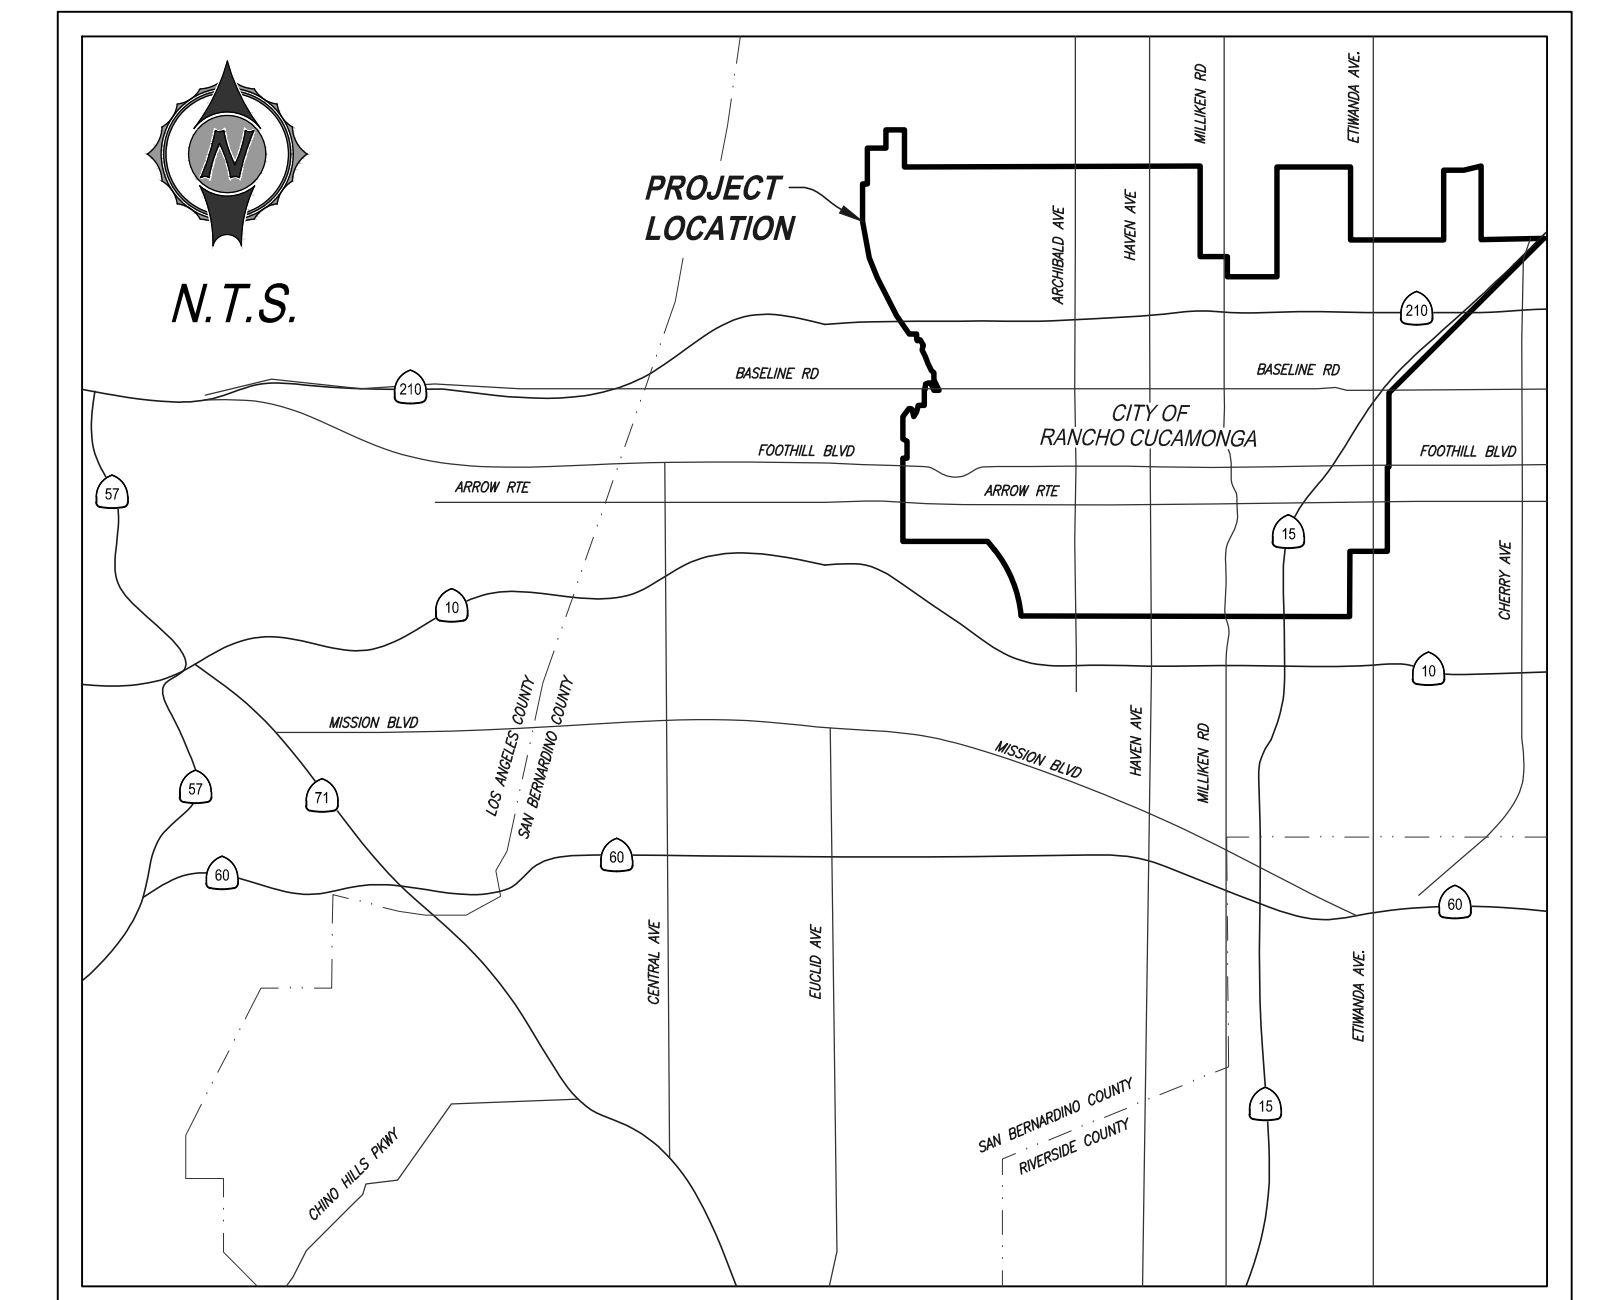 N
N.T.S.
PROJECT
LOCATION
MILLIKEN RD
ETIWANDA AVE.
ARCHIBALD AVE
HAVEN AVE
210
210
BASELINE RD
BASELINE RD
CITY OF
RANCHO CUCAMONGA
FOOTHILL BLVD
FOOTHILL BLVD
ARROW RTE
ARROW RTE
57
15
CHERRY AVE
10
10
LOS ANGELES COUNTY
SAN BERNARDINO COUNTY
MISSION BLVD
MISSION BLVD
HAVEN AVE
MILLIKEN RD
57
71
60
60
60
CENTRAL AVE
EUCLID AVE
ETIWANDA AVE.
15
SAN BERNARDINO COUNTY
RIVERSIDE COUNTY
CHINO HILLS PKWY